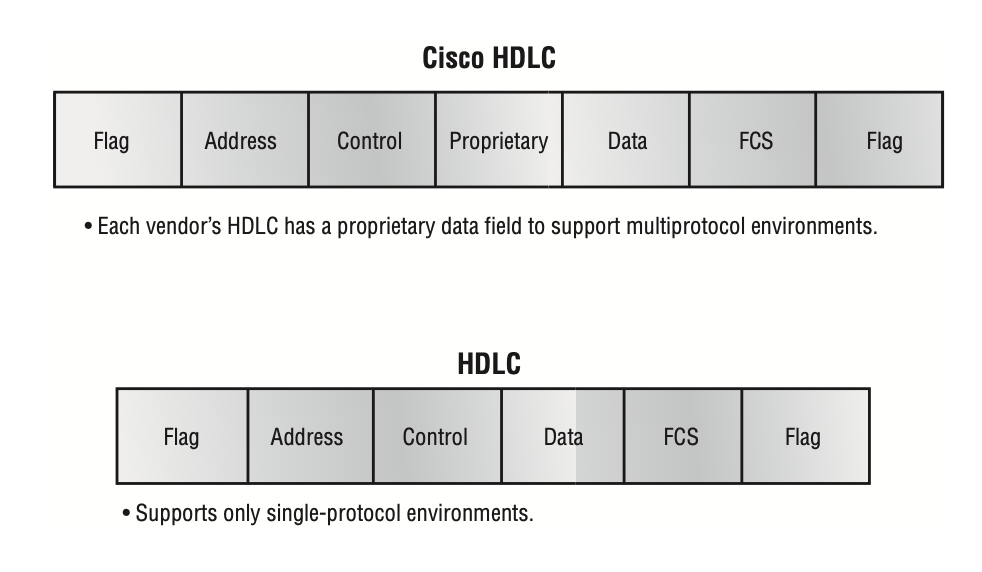 Cisco HDLC
Flag Address Control Proprietary Data FCS Flag
• Each vendor’s HDLC has a proprietary data field to support multiprotocol environments.
HDLC
Flag Address Control Data FCS Flag
• Supports only single-protocol environments.